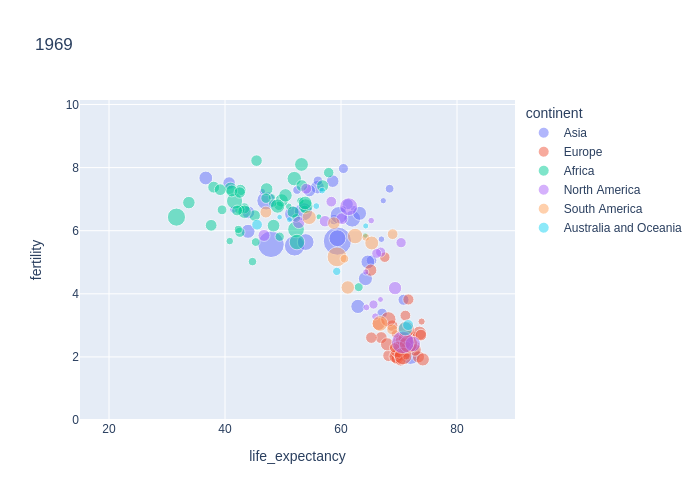 1969
continent
Asia
Europe
Africa
North America
South America
Australia and Oceania
fertility
10
8
6
4
2
0
20
40
60
80
life_expectancy